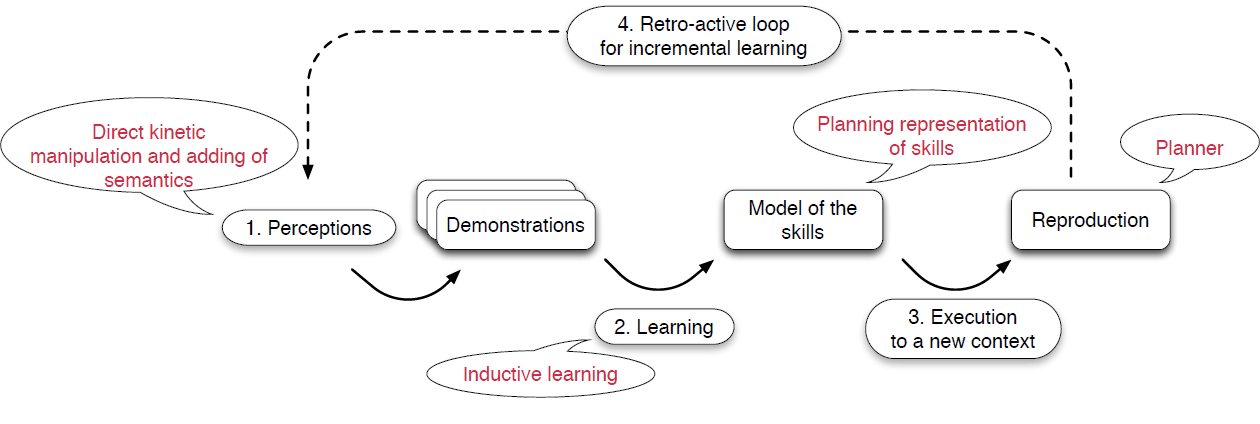 4. Retro-active loop
for incremental learning
Direct kinetic
manipulation and adding of
semantics
Planning representation
of skills
Planner
1. Perceptions
Demonstrations
Model of the
skills
Reproduction
2. Learning
3. Execution
to a new context
Inductive learning